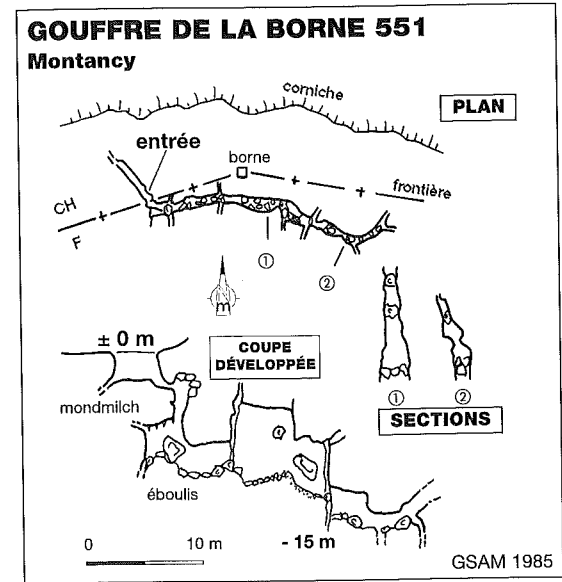 GOUFFRE DE LA BORNE 551
Montancy
corniche
PLAN
entrée
borne
frontière
CH
F
①
②
± 0 m
COUPE
DÉVELOPPÉE
mondmilch
①
②
SECTIONS
éboulis
0
10 m
- 15 m
GSAM 1985